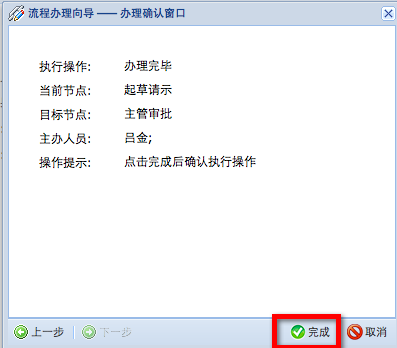 流程办理向导 —— 办理确认窗口
执行操作: 办理完毕
当前节点: 起草请示
目标节点: 主管审批
主办人员: 吕金;
操作提示: 点击完成后确认执行操作
上一步 下一步 完成 取消